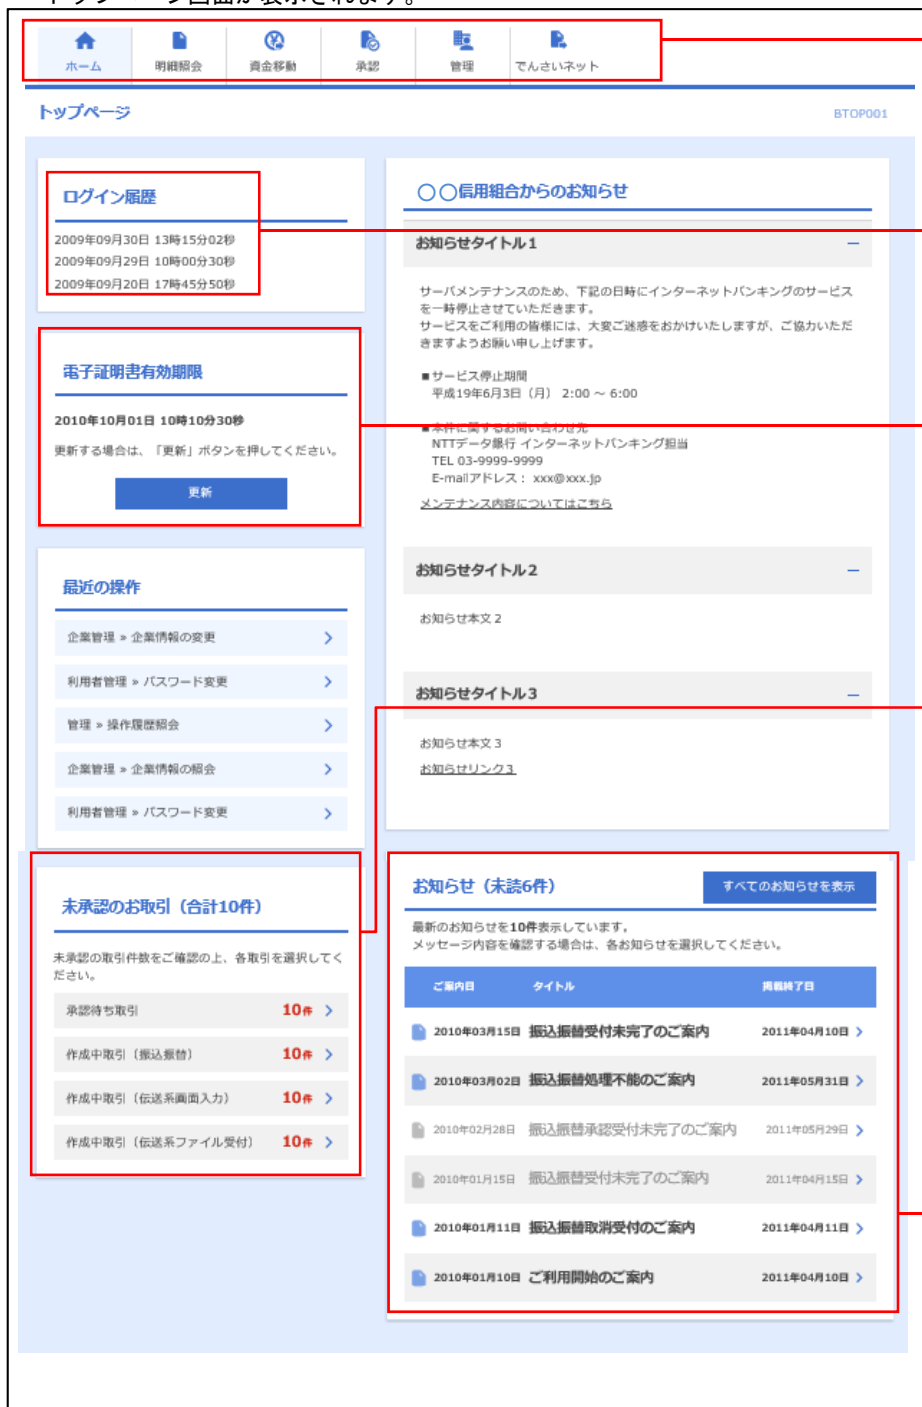 トップページ画面が表示されます。
ホーム 明細照会 資金移動 承認 管理 でんさいネット
トップページ
BTOP001
ログイン履歴
2009年09月30日 13時15分02秒
2009年09月29日 10時00分30秒
2009年09月20日 17時45分50秒
電子証明書有効期限
2010年10月01日 10時10分30秒
更新する場合は、「更新」ボタンを押してください。
更新
最近の操作
企業管理 » 企業情報の変更
利用者管理 » パスワード変更
管理 » 操作履歴照会
企業管理 » 企業情報の照会
利用者管理 » パスワード変更
未承認のお取引（合計10件）
未承認の取引件数をご確認の上、各取引を選択してく
ださい。
承認待ち取引 10件
作成中取引（振込振替） 10件
作成中取引（伝送系画面入力） 10件
作成中取引（伝送系ファイル受付） 10件
○○信用組合からのお知らせ
お知らせタイトル1
サーバメンテナンスのため、下記の日時にインターネットバンキングのサービス
を一時停止させていただきます。
サービスをご利用の皆様には、大変ご迷惑をおかけいたしますが、ご協力いただ
きますようお願い申し上げます。
■サービス停止期間
平成19年6月3日（月） 2:00 ～ 6:00
■本件に関するお問い合わせ先
NTTデータ銀行 インターネットバンキング担当
TEL 03-9999-9999
E-mailアドレス： xxx@xxx.jp
メンテナンス内容についてはこちら
お知らせタイトル2
お知らせ本文２
お知らせタイトル3
お知らせ本文３
お知らせリンク３
お知らせ（未読6件）
すべてのお知らせを表示
最新のお知らせを10件表示しています。
メッセージ内容を確認する場合は、各お知らせを選択してください。
ご案内日 タイトル 掲載終了日
2010年03月15日 振込振替受付未完了のご案内 2011年04月10日
2010年03月02日 振込振替処理不能のご案内 2011年05月31日
2010年02月28日 振込振替承認受付未完了のご案内 2011年05月29日
2010年01月15日 振込振替受付未完了のご案内 2011年04月15日
2010年01月11日 振込振替取消受付のご案内 2011年04月11日
2010年01月10日 ご利用開始のご案内 2011年04月10日